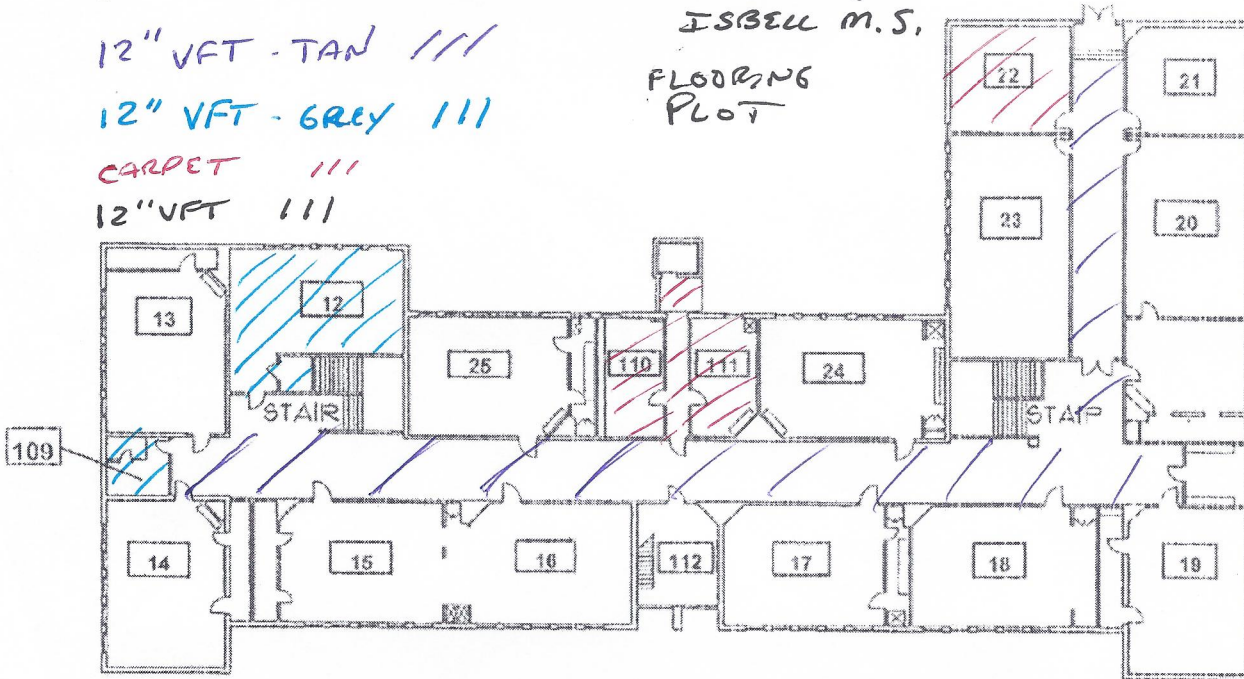 12" VFT - TAN ///
12" VFT - GREY ///
CARPET ///
12" VFT ///
ISBELL M.S.
FLOORING
PLOT
22
21
23
20
13
12
25
110
111
24
STAIR
STAIR
109
14
15
16
112
17
18
19